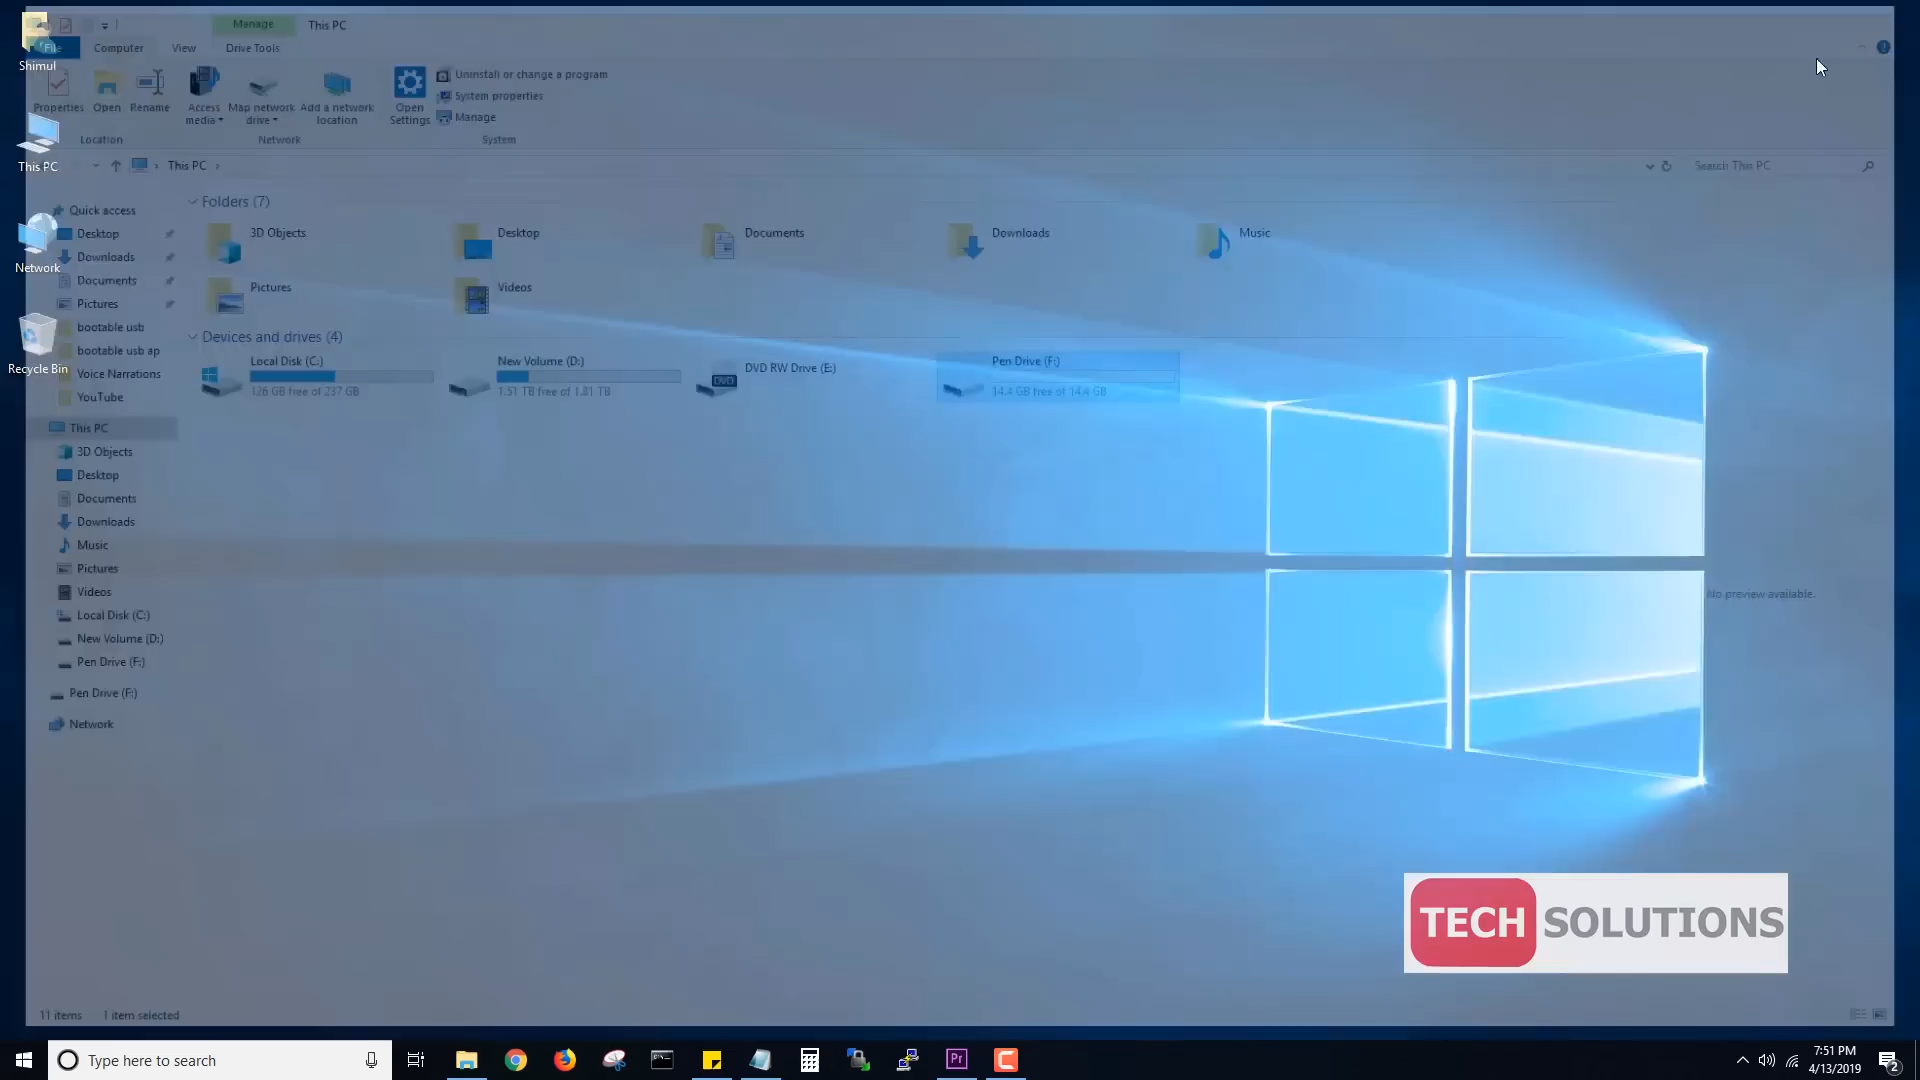 Manage
This PC
File
Computer
View
Drive Tools
Shimul
Properties
Open
Rename
Access media
Map network drive
Add a network location
Open Settings
Uninstall or change a program
System properties
Manage
Location
Network
System
This PC
This PC
Search This PC
Quick access
Desktop
Downloads
Documents
Pictures
bootable usb
bootable usb ap
Voice Narrations
YouTube
This PC
3D Objects
Desktop
Documents
Downloads
Music
Pictures
Videos
Local Disk (C:)
New Volume (D:)
Pen Drive (F:)
Pen Drive (F:)
Network
Network
Recycle Bin
Folders (7)
3D Objects
Desktop
Documents
Downloads
Music
Pictures
Videos
Devices and drives (4)
Local Disk (C:)
126 GB free of 237 GB
New Volume (D:)
1.51 TB free of 1.81 TB
DVD
DVD RW Drive (E:)
Pen Drive (F:)
14.4 GB free of 14.4 GB
No preview available.
TECH SOLUTIONS
11 items
1 item selected
Type here to search
Pr
7:51 PM
4/13/2019
2